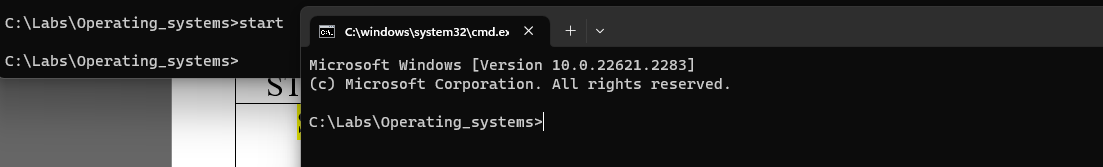 C:\Labs\Operating_systems>start
C:\Labs\Operating_systems>
C:\windows\system32\cmd.ex
Microsoft Windows [Version 10.0.22621.2283]
(c) Microsoft Corporation. All rights reserved.
C:\Labs\Operating_systems>
ST